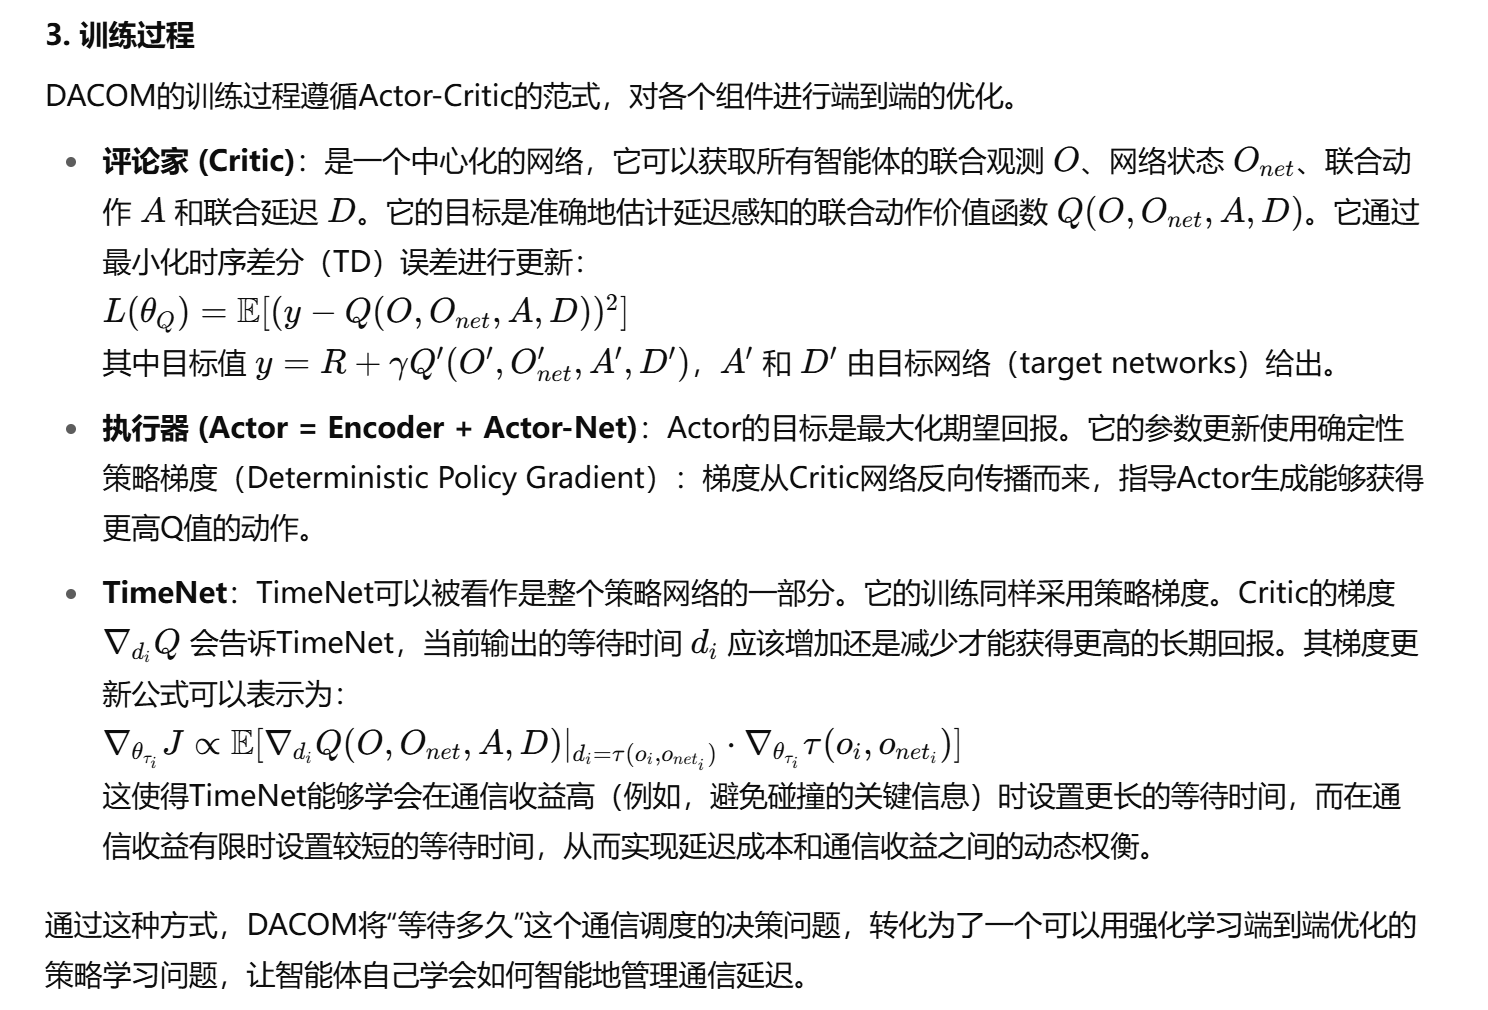 3. 训练过程
DACOM的训练过程遵循Actor-Critic的范式，对各个组件进行端到端的优化。
• 评论家 (Critic)：是一个中心化的网络，它可以获取所有智能体的联合观测 $O$、网络状态 $O_{net}$、联合动
作 $A$ 和联合延迟 $D$。它的目标是准确地估计延迟感知的联合动作价值函数 $Q(O, O_{net}, A, D)$。它通过
最小化时序差分（TD）误差进行更新：
$L(\theta_Q) = \mathbb{E}[(y - Q(O, O_{net}, A, D))^2]$
其中目标值 $y = R + \gamma Q'(O', O'_{net}, A', D')$，$A'$ 和 $D'$ 由目标网络（target networks）给出。
• 执行器 (Actor = Encoder + Actor-Net)：Actor的目标是最大化期望回报。它的参数更新使用确定性
策略梯度（Deterministic Policy Gradient）：梯度从Critic网络反向传播而来，指导Actor生成能够获得
更高Q值的动作。
• TimeNet：TimeNet可以被看作是整个策略网络的一部分。它的训练同样采用策略梯度。Critic的梯度
$\nabla_{d_i} Q$ 会告诉TimeNet，当前输出的等待时间 $d_i$ 应该增加还是减少才能获得更高的长期回报。其梯度更
新公式可以表示为：
$\nabla_{\theta_{\tau_i}} J \propto \mathbb{E}[\nabla_{d_i} Q(O, O_{net}, A, D)|_{d_i = \tau(o_i, o_{net_i})} \cdot \nabla_{\theta_{\tau_i}} \tau(o_i, o_{net_i})]$
这使得TimeNet能够学会在通信收益高（例如，避免碰撞的关键信息）时设置更长的等待时间，而在通
信收益有限时设置较短的等待时间，从而实现延迟成本和通信收益之间的动态权衡。
通过这种方式，DACOM将“等待多久”这个通信调度的决策问题，转化为了一个可以用强化学习端到端优化的
策略学习问题，让智能体自己学会如何智能地管理通信延迟。